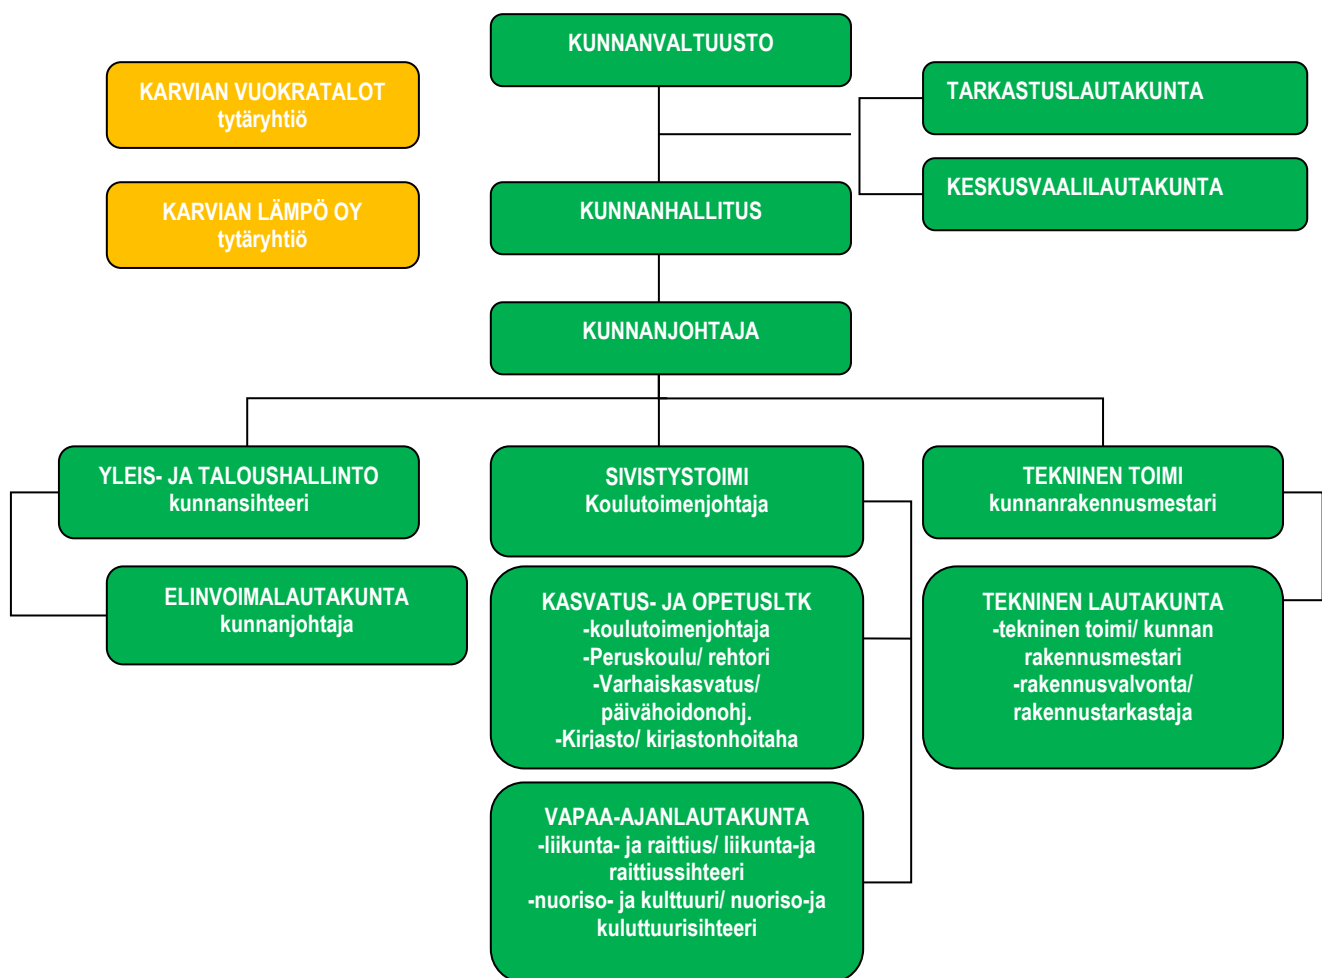 KUNNANVALTUUSTO
KARVIAN VUOKRATALOT
tytäryhtiö
TARKASTUSLAUTAKUNTA
KESKUSVAALILAUTAKUNTA
KARVIAN LÄMPÖ OY
tytäryhtiö
KUNNANHALLITUS
KUNNANJOHTAJA
YLEIS- JA TALOUSHALLINTO
kunnansihteeri
ELINVOIMALAUTAKUNTA
kunnanjohtaja
SIVISTYSTOIMI
Koulutoimenjohtaja
KASVATUS- JA OPETUSLTK
-koulutoimenjohtaja
-Peruskoulu/ rehtori
-Varhaiskasvatus/
päivähoidonohj.
-Kirjasto/ kirjastonhoitaha
VAPAA-AJANLAUTAKUNTA
-liikunta- ja raittius/ liikunta-ja
raittiussihteeri
-nuoriso- ja kulttuuri/ nuoriso-ja
kuluttuurisihteeri
TEKNINEN TOIMI
kunnanrakennusmestari
TEKNINEN LAUTAKUNTA
-tekninen toimi/ kunnan
rakennusmestari
-rakennusvalvonta/
rakennustarkastaja